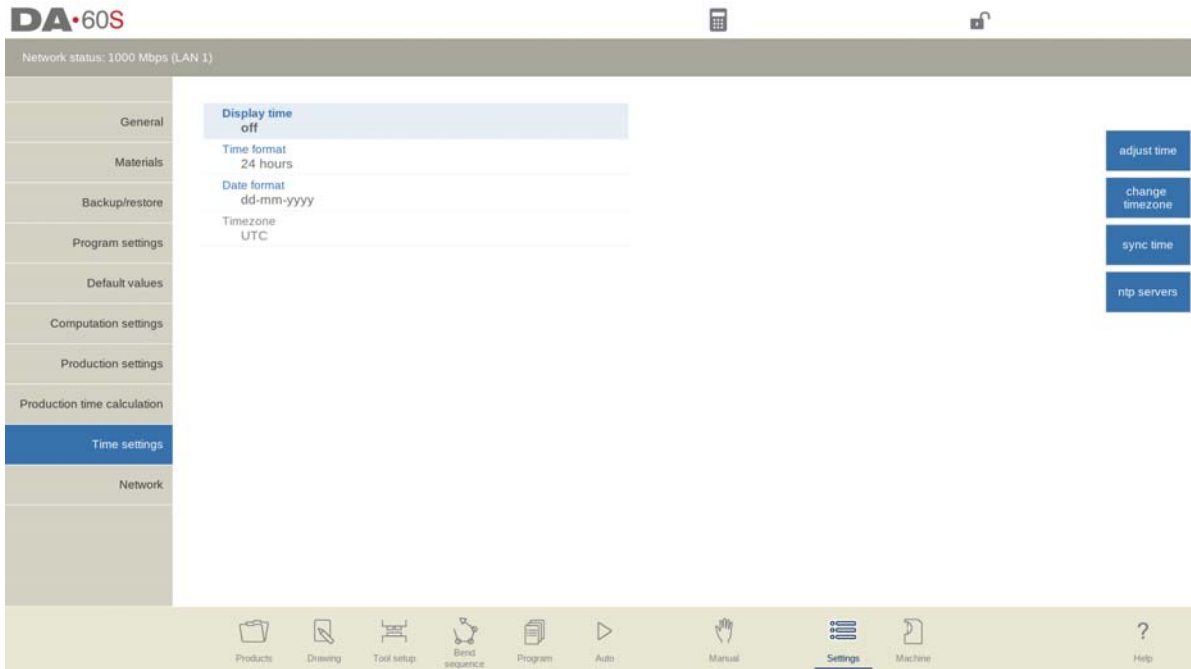 DA•60S
Network status: 1000 Mbps (LAN 1)
General
Materials
Backup/restore
Program settings
Default values
Computation settings
Production settings
Production time calculation
Time settings
Network
Display time
off
Time format
24 hours
Date format
dd-mm-yyyy
Timezone
UTC
adjust time
change
timezone
sync time
ntp servers
Products
Drawing
Tool setup
Bend
sequence
Program
Auto
Manual
Settings
Machine
?
Help